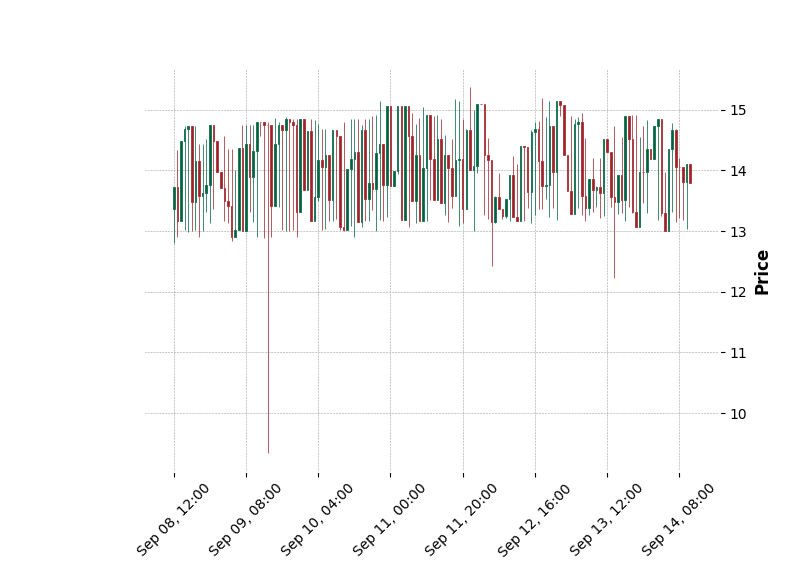 15
14
13
12
11
10
Price
Sep 08, 12:00
Sep 09, 08:00
Sep 10, 04:00
Sep 11, 00:00
Sep 11, 20:00
Sep 12, 16:00
Sep 13, 12:00
Sep 14, 08:00